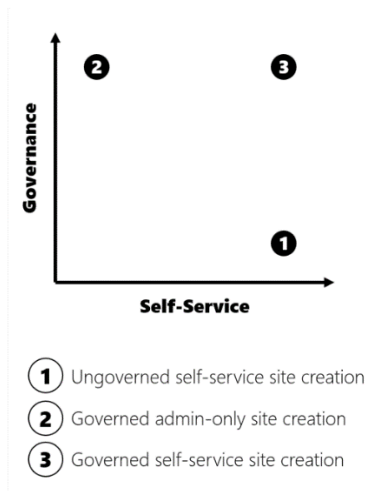 2
3
Governance
1
Self-Service
1 Ungoverned self-service site creation
2 Governed admin-only site creation
3 Governed self-service site creation